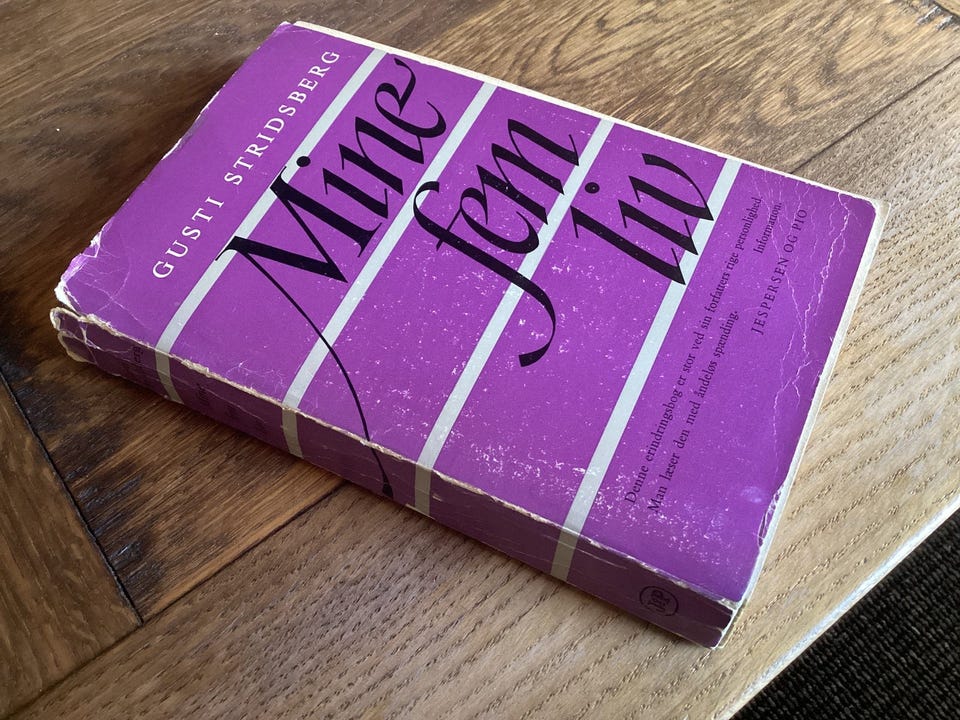 GUSTI STRIDSBERG
Mine
fem
liv
Denne erindringsbog er stor ved sin forfatters rige personlighed.
Man læser den med åndeløs spænding.
Information.
JESPERSEN OG PIO